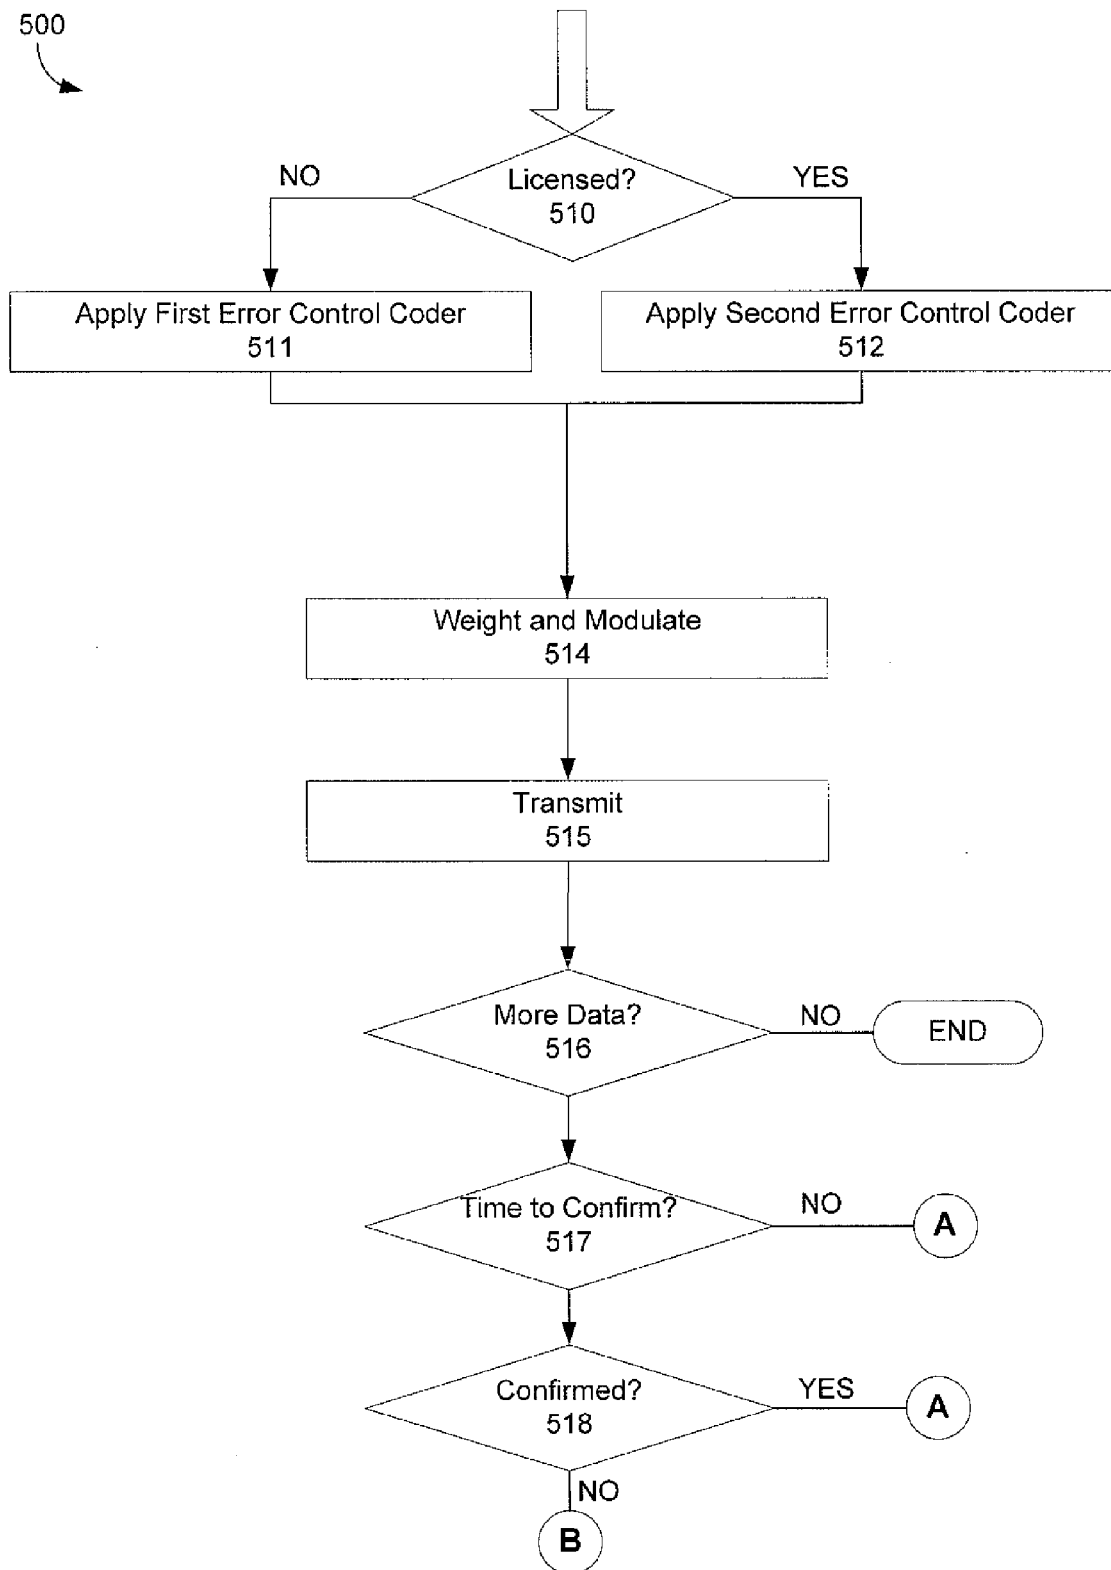 500
Licensed?
510
NO
YES
Apply First Error Control Coder
511
Apply Second Error Control Coder
512
Weight and Modulate
514
Transmit
515
More Data?
516
NO
END
Time to Confirm?
517
NO
A
Confirmed?
518
YES
A
NO
B